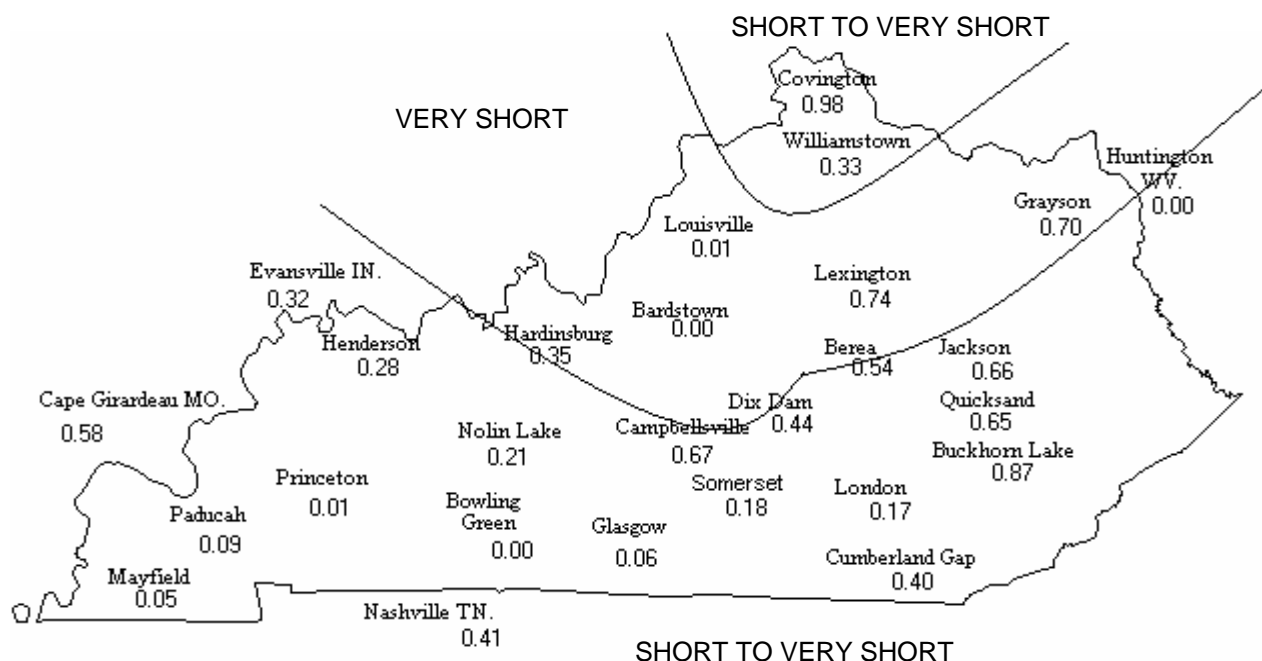 SHORT TO VERY SHORT
Covington
0.98
VERY SHORT
Williamstown
0.33
Huntington
WV.
0.00
Grayson
0.70
Louisville
0.01
Evansville IN.
0.32
Lexington
0.74
Bardstown
0.00
Henderson
0.28
Hardinsburg
0.35
Berea
0.54
Jackson
0.66
Cape Girardeau MO.
0.58
Dix Dam
0.44
Quicksand
0.65
Nolin Lake
0.21
Campbellsville
0.67
Buckhorn Lake
0.87
Princeton
0.01
Somerset
0.18
London
0.17
Paducah
0.09
Bowling
Green
0.00
Glasgow
0.06
Mayfield
0.05
Cumberland Gap
0.40
Nashville TN.
0.41
SHORT TO VERY SHORT